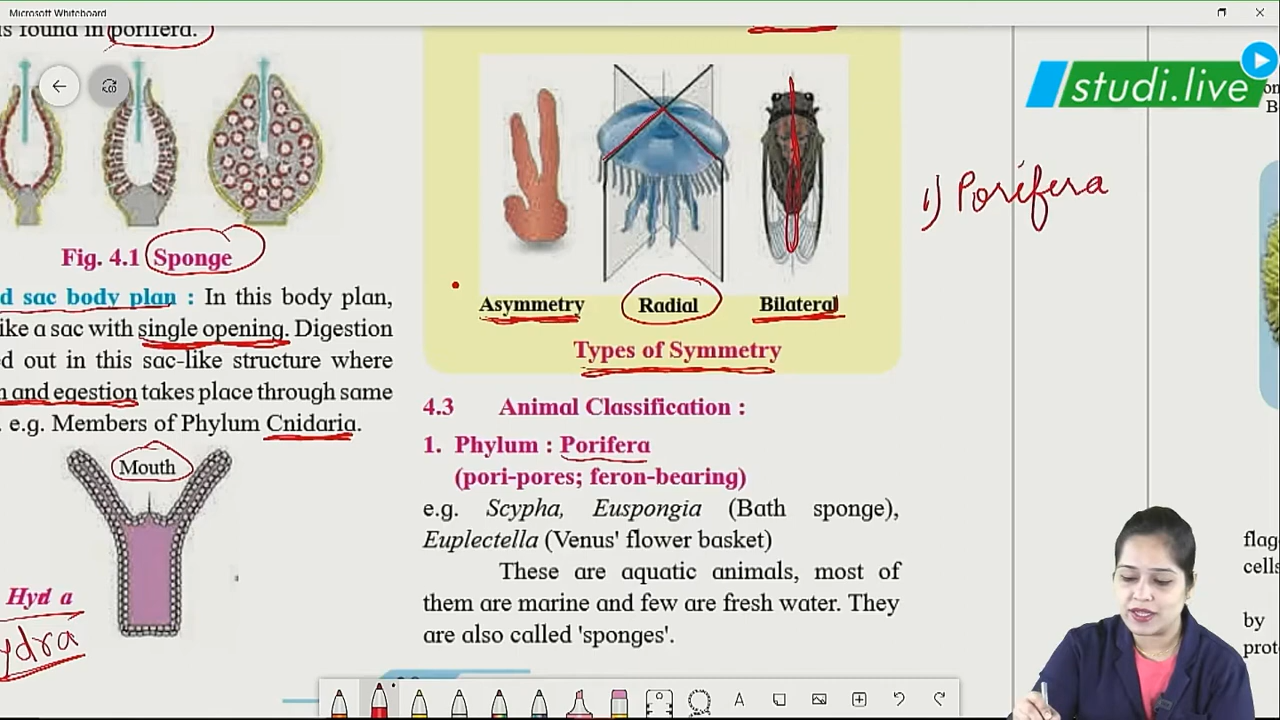 Microsoft Whiteboard
s found in porifera.
Fig. 4.1 Sponge
d sac body plan : In this body plan,
ike a sac with single opening. Digestion
ed out in this sac-like structure where
n and egestion takes place through same
. e.g. Members of Phylum Cnidaria.
Mouth
Hyd a
ydra
Asymmetry Radial Bilateral
Types of Symmetry
4.3 Animal Classification :
1. Phylum : Porifera
(pori-pores; feron-bearing)
e.g. Scypha, Euspongia (Bath sponge),
Euplectella (Venus' flower basket)
These are aquatic animals, most of
them are marine and few are fresh water. They
are also called 'sponges'.
1) Porifera
studi.live
on
B
flag
cells
by
prot
A